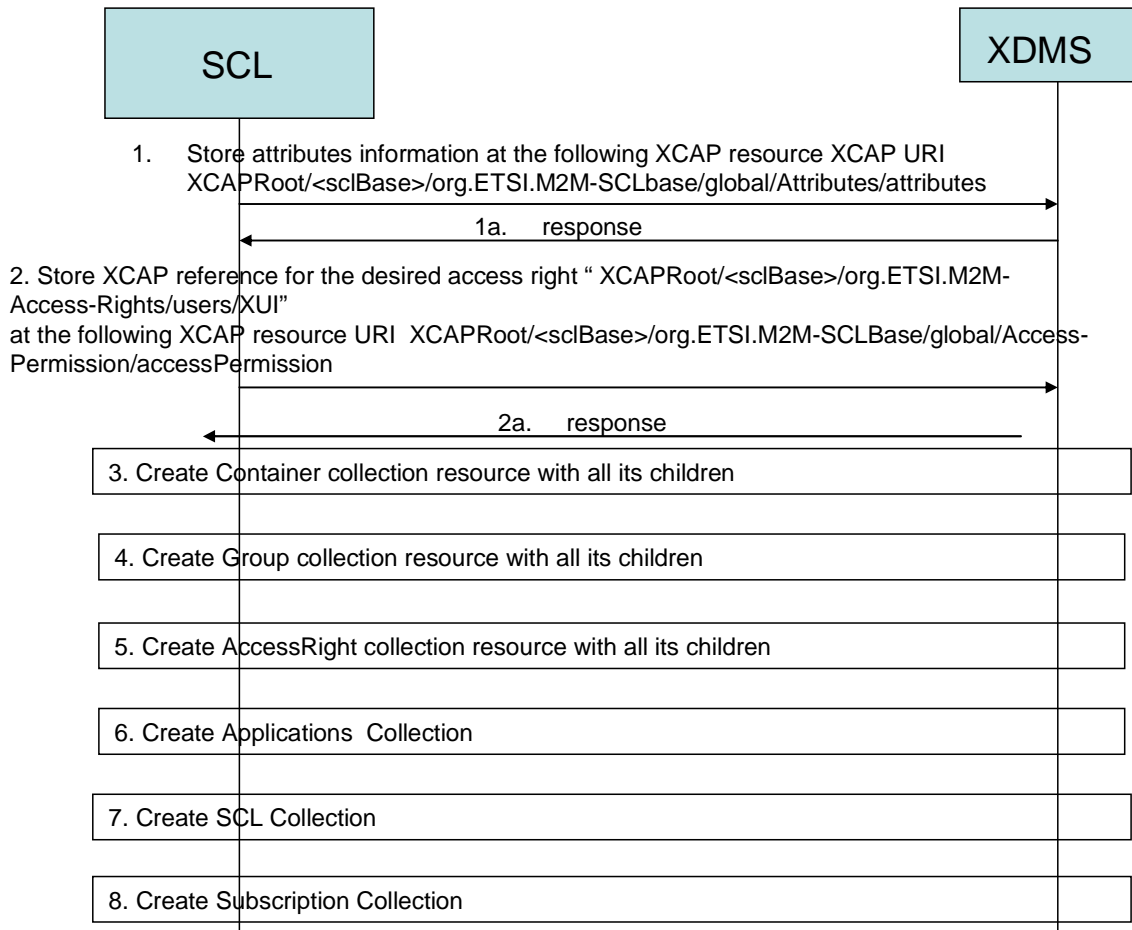 SCL
XDMS
1. Store attributes information at the following XCAP resource XCAP URI
XCAPRoot/<sclBase>/org.ETSI.M2M-SCLbase/global/Attributes/attributes
1a. response
2. Store XCAP reference for the desired access right “ XCAPRoot/<sclBase>/org.ETSI.M2M-
Access-Rights/users/XUI”
at the following XCAP resource URI XCAPRoot/<sclBase>/org.ETSI.M2M-SCLBase/global/Access-
Permission/accessPermission
2a. response
3. Create Container collection resource with all its children
4. Create Group collection resource with all its children
5. Create AccessRight collection resource with all its children
6. Create Applications Collection
7. Create SCL Collection
8. Create Subscription Collection